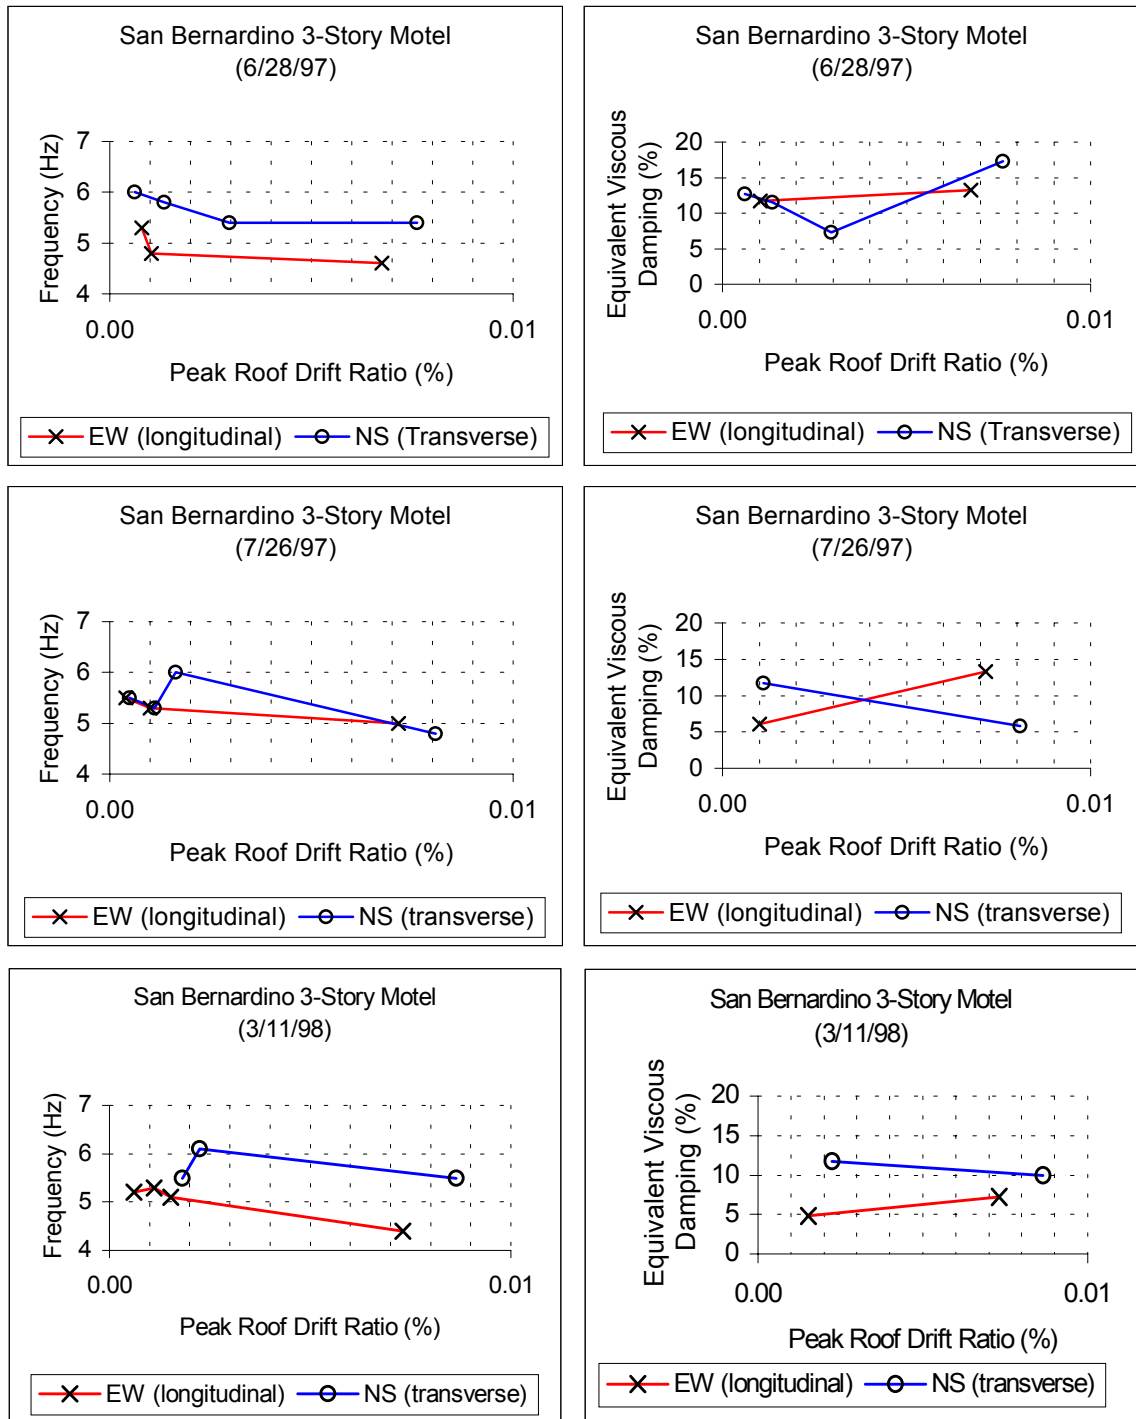 San Bernardino 3-Story Motel
(6/28/97)
Frequency (Hz)
7
6
5
4
0.00
0.01
Peak Roof Drift Ratio (%)
EW (longitudinal)
NS (Transverse)
San Bernardino 3-Story Motel
(6/28/97)
Equivalent Viscous
Damping (%)
20
15
10
5
0
0.00
0.01
Peak Roof Drift Ratio (%)
EW (longitudinal)
NS (Transverse)
San Bernardino 3-Story Motel
(7/26/97)
Frequency (Hz)
7
6
5
4
0.00
0.01
Peak Roof Drift Ratio (%)
EW (longitudinal)
NS (transverse)
San Bernardino 3-Story Motel
(7/26/97)
Equivalent Viscous
Damping (%)
20
15
10
5
0
0.00
0.01
Peak Roof Drift Ratio (%)
EW (longitudinal)
NS (transverse)
San Bernardino 3-Story Motel
(3/11/98)
Frequency (Hz)
7
6
5
4
0.00
0.01
Peak Roof Drift Ratio (%)
EW (longitudinal)
NS (transverse)
San Bernardino 3-Story Motel
(3/11/98)
Equivalent Viscous
Damping (%)
20
15
10
5
0
0.00
0.01
Peak Roof Drift Ratio (%)
EW (longitudinal)
NS (transverse)